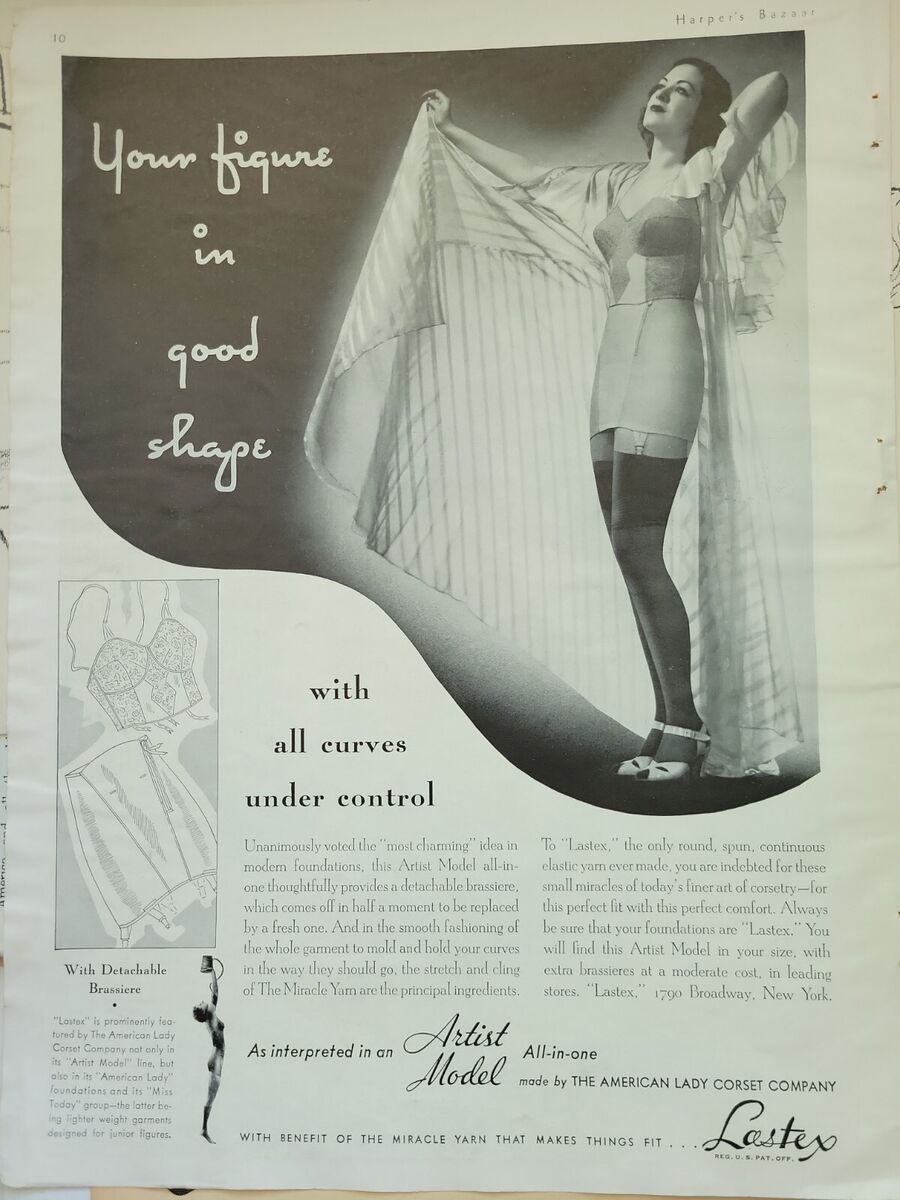 Harper's Bazaar
10
Your figure
in
good
shape
with
all curves
under control
Unanimously voted the "most charming" idea in
modern foundations, this Artist Model all-in-
one thoughtfully provides a detachable brassiere,
which comes off in half a moment to be replaced
by a fresh one. And in the smooth fashioning of
the whole garment to mold and hold your curves
in the way they should go, the stretch and cling
of The Miracle Yarn are the principal ingredients.
To "Lastex," the only round, spun, continuous
elastic yarn ever made, you are indebted for these
small miracles of today's finer art of corsetry—for
this perfect fit with this perfect comfort. Always
be sure that your foundations are "Lastex." You
will find this Artist Model in your size, with
extra brassieres at a moderate cost, in leading
stores. "Lastex," 1790 Broadway, New York.
With Detachable
Brassiere
"Lastex" is prominently fea-
tured by The American Lady
Corset Company not only in
its "Artist Model" line, but
also in its "American Lady"
foundations and its "Miss
Today" group—the latter be-
ing lighter weight garments
designed for junior figures.
As interpreted in an Artist Model All-in-one
made by THE AMERICAN LADY CORSET COMPANY
WITH BENEFIT OF THE MIRACLE YARN THAT MAKES THINGS FIT . . . Lastex
REG. U. S. PAT. OFF.